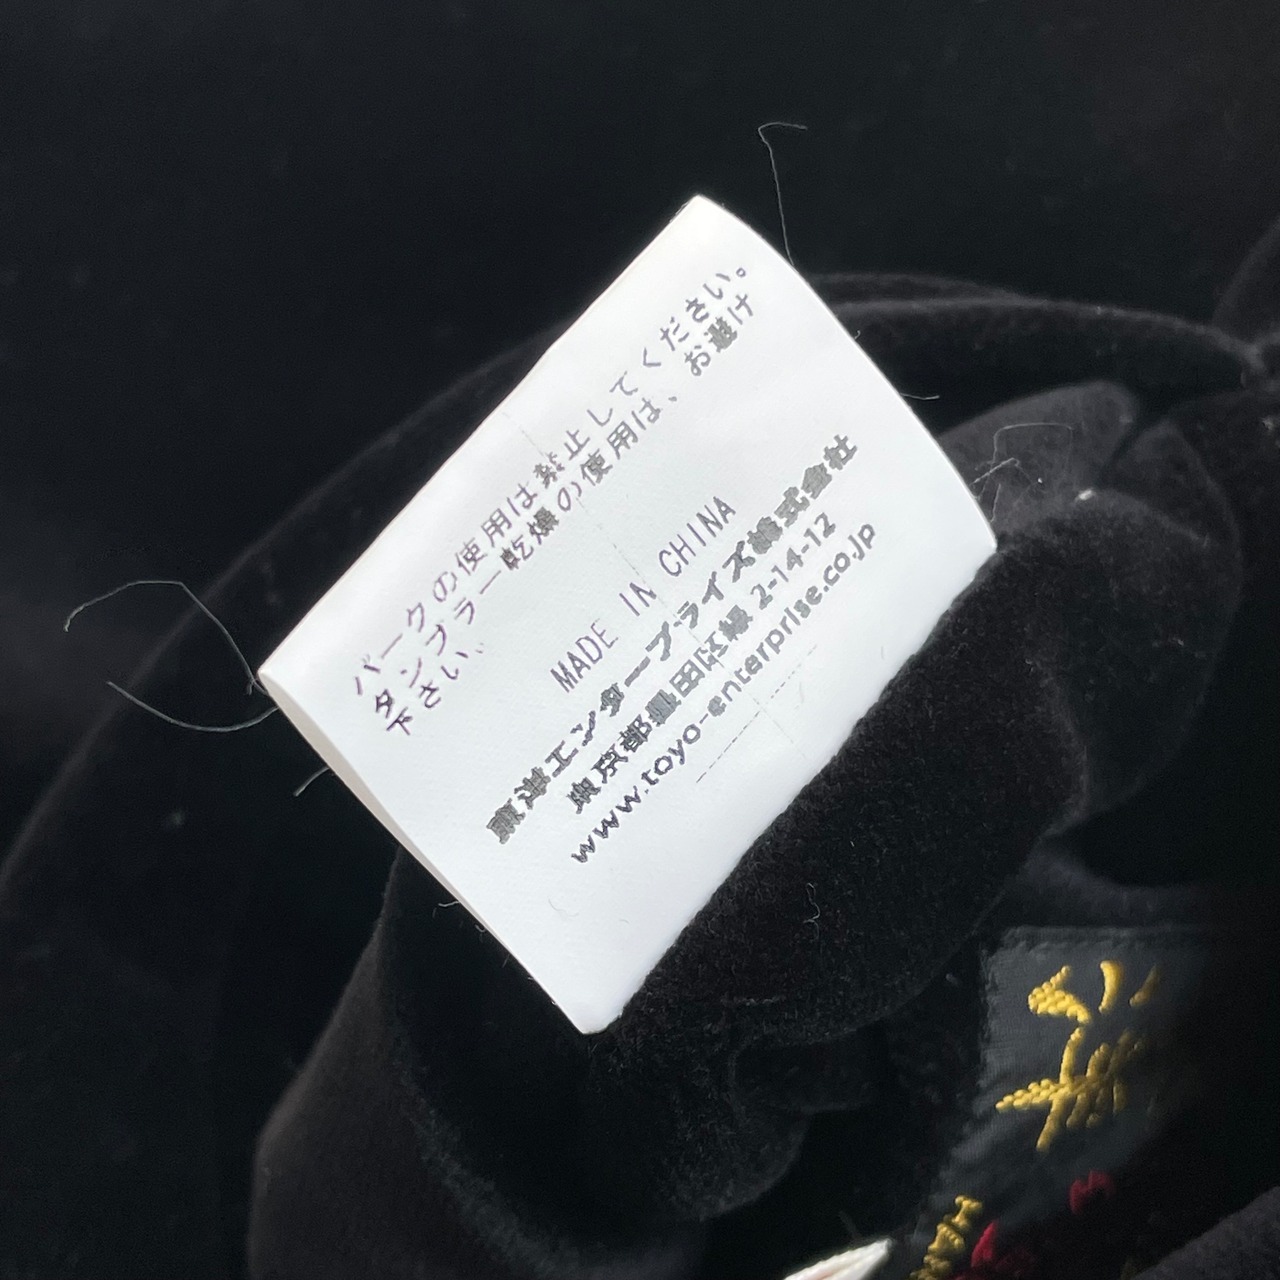 パークの使用は禁止してください。
タンブラー乾燥の使用は、お避け
下さい。
MADE IN CHINA
東洋エンタープライズ株式会社
東京都墨田区緑 2-14-12
www.toyo-enterprise.co.jp